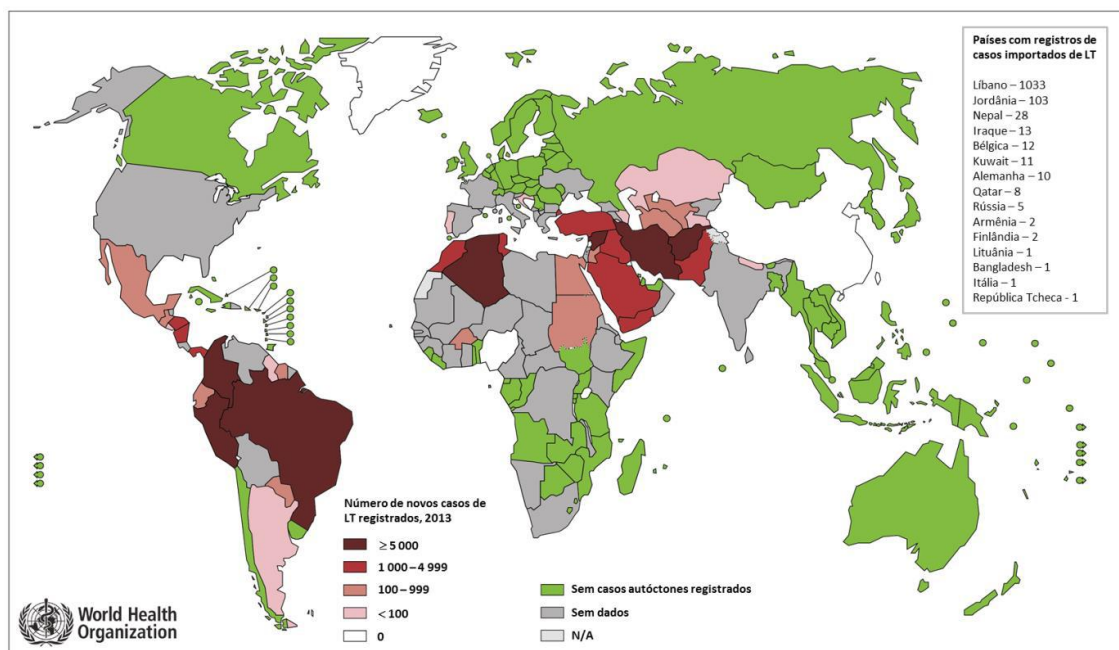 Países com registros de
casos importados de LT
Líbano – 1033
Jordânia – 103
Nepal – 28
Iraque – 13
Bélgica – 12
Kuwait – 11
Alemanha – 10
Qatar – 8
Rússia – 5
Armênia – 2
Finlândia – 2
Lituânia – 1
Bangladesh – 1
Itália – 1
República Tcheca - 1
Número de novos casos de
LT registrados, 2013
≥ 5 000
1 000 – 4 999
100 – 999
< 100
0
Sem casos autóctones registrados
Sem dados
N/A
World Health
Organization